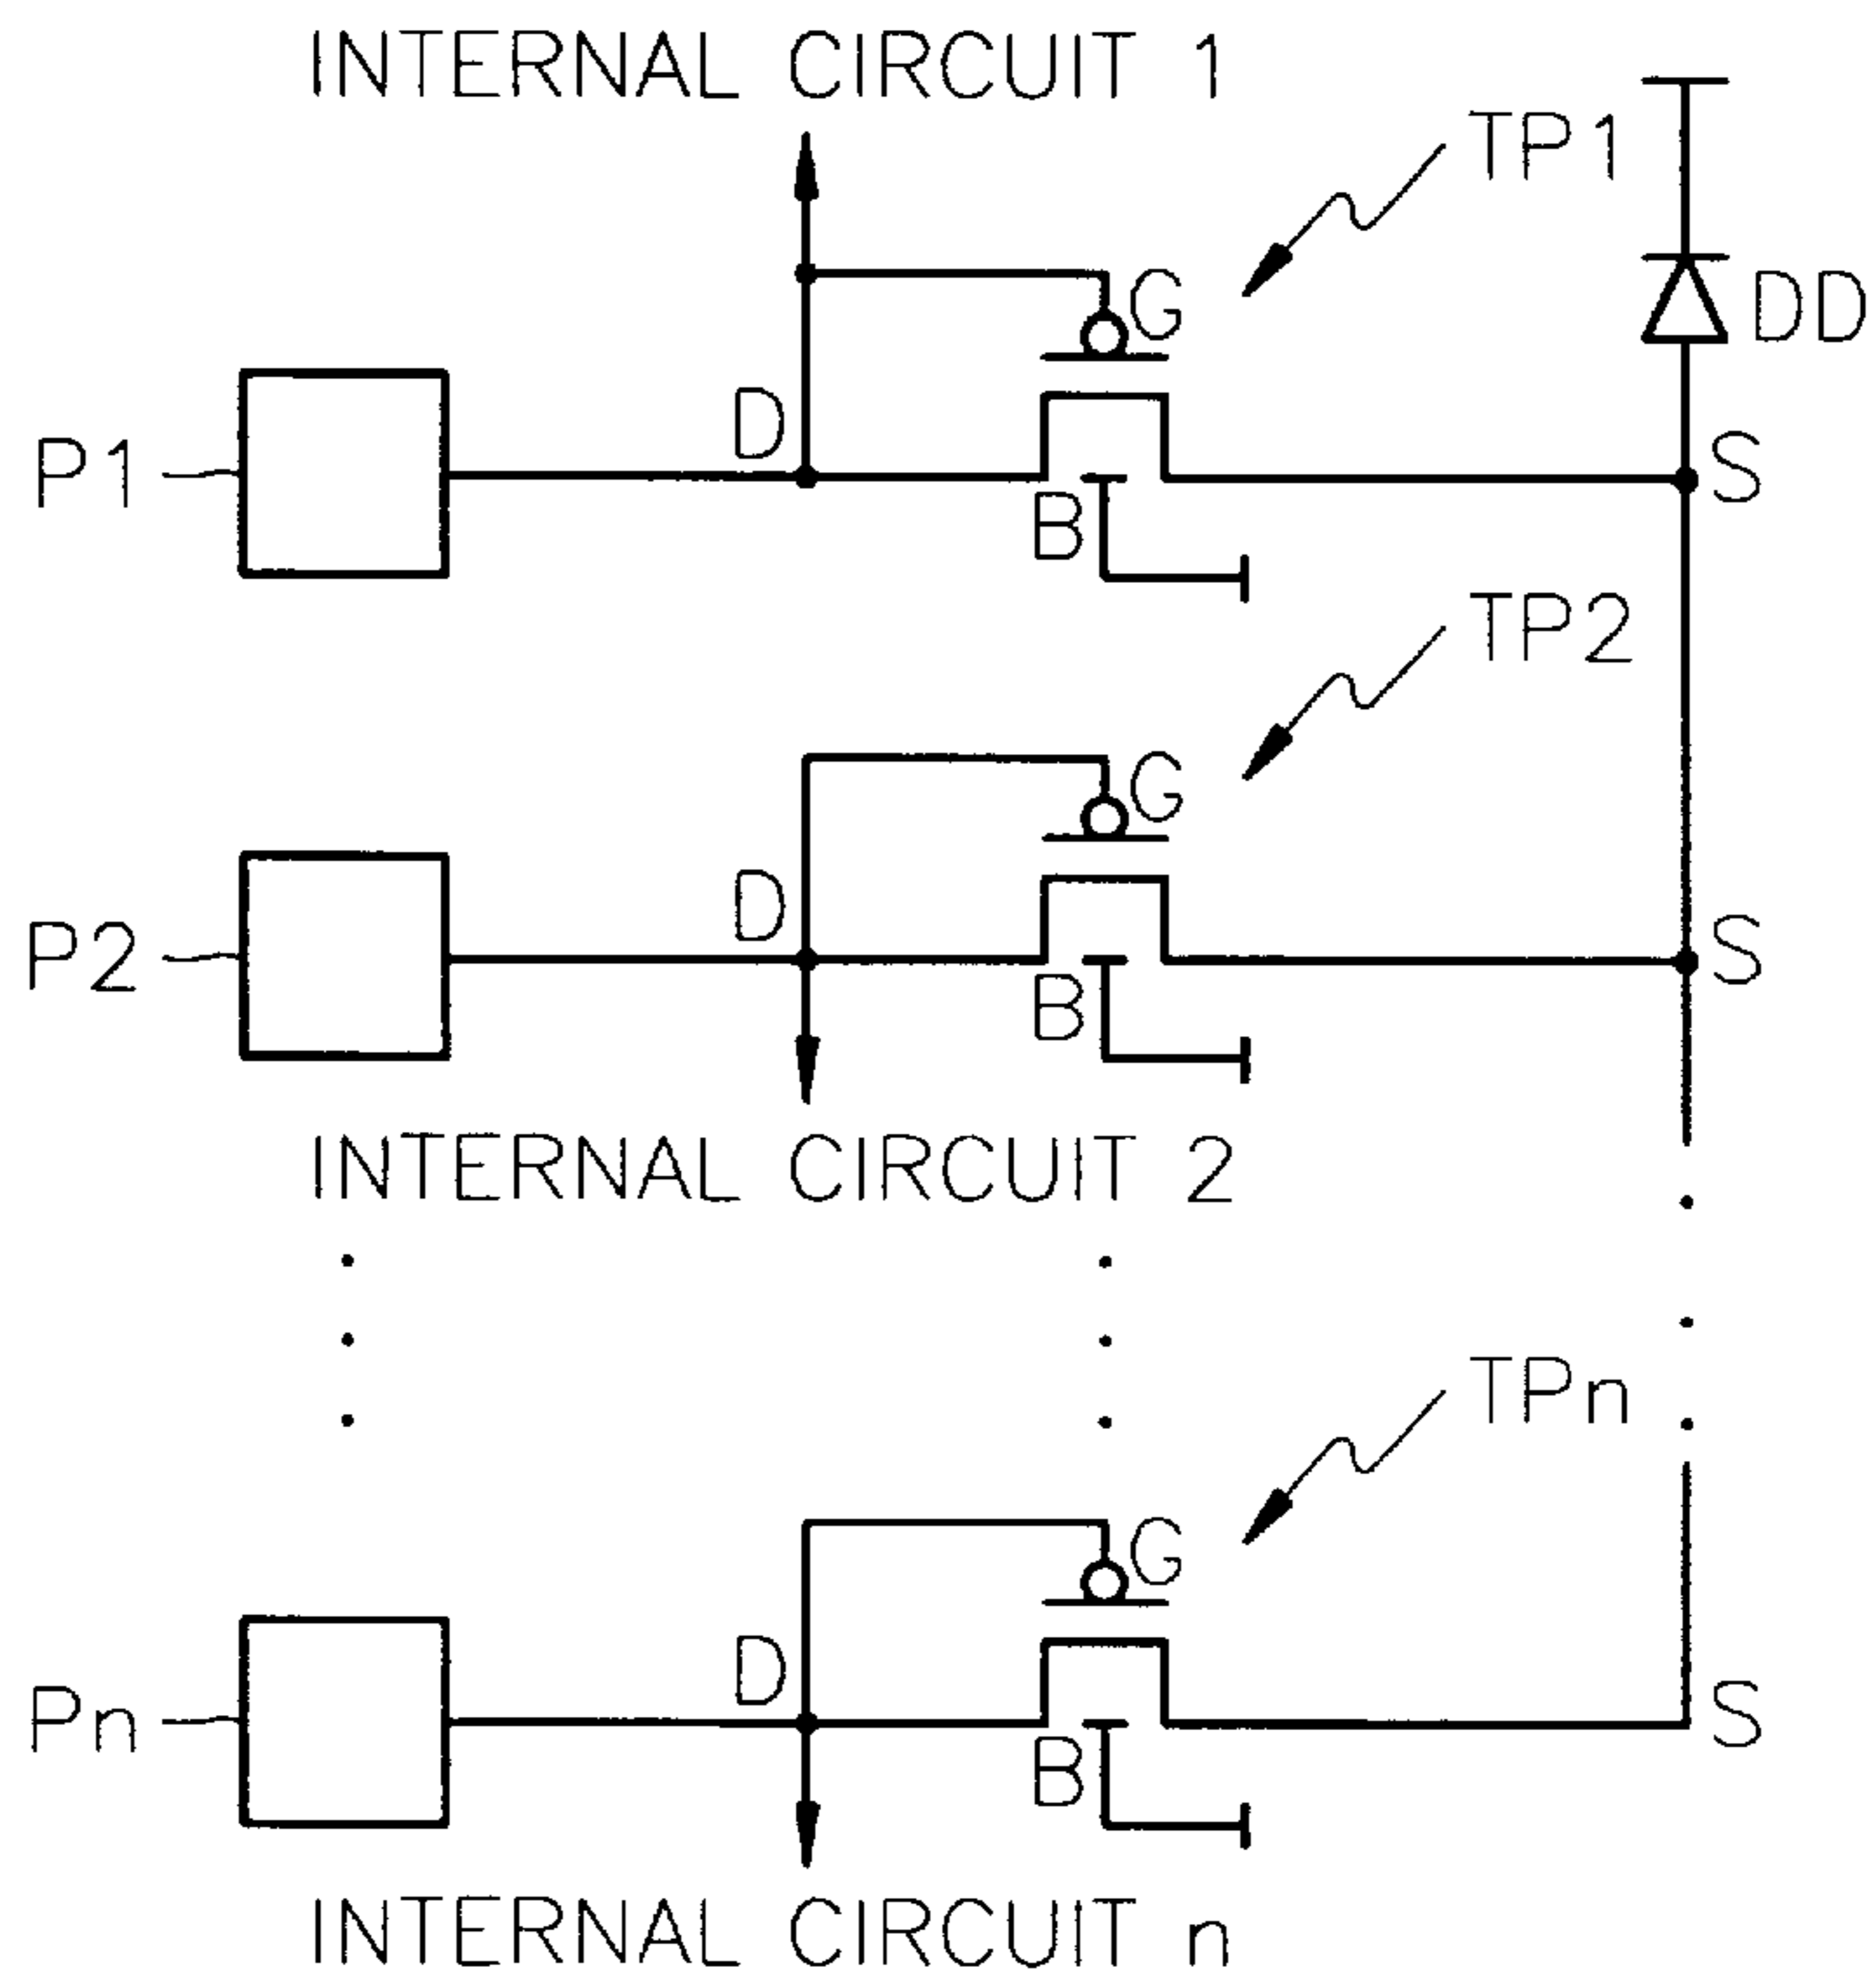 INTERNAL CIRCUIT 1
TP1
G
DD
D
P1
S
B
TP2
G
D
P2
S
B
INTERNAL CIRCUIT 2
TPn
G
D
Pn
S
B
INTERNAL CIRCUIT n